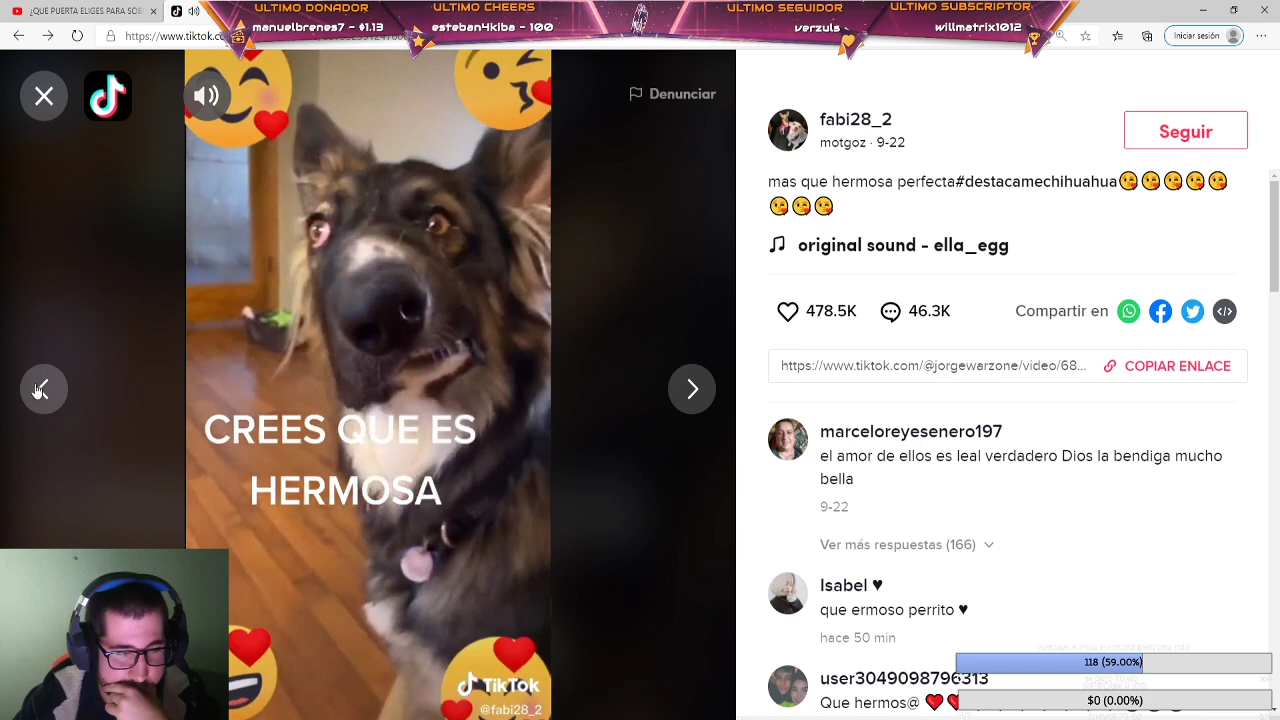 ULTIMO DONADOR
manuelbrenes7 - $1.13
ULTIMO CHEERS
esteban4kiba - 100
ULTIMO SEGUIDOR
verzuls
ULTIMO SUBSCRIPTOR
willmatrix1012
¿QUEPUERTA ELIGES PARA SOB
https://www.tiktok.c
Iniciar sesión
Denunciar
CREES QUE ES
HERMOSA
TikTok
@fabi28_2
fabi28_2
motgoz · 9-22
Seguir
mas que hermosa perfecta#destacamechihuahua😘😘😘😘😘
😘😘😘
original sound - ella_egg
478.5K
46.3K
Compartir en
https://www.tiktok.com/@jorgewarzone/video/68...
COPIAR ENLACE
marceloreyesenero197
el amor de ellos es leal verdadero Dios la bendiga mucho
bella
9-22
Ver más respuestas (166)
Isabel ♥
que ermoso perrito ♥
hace 50 min
user3049098796313
Que hermos@ ❤❤
118 (59.00%)
$0 (0.00%)